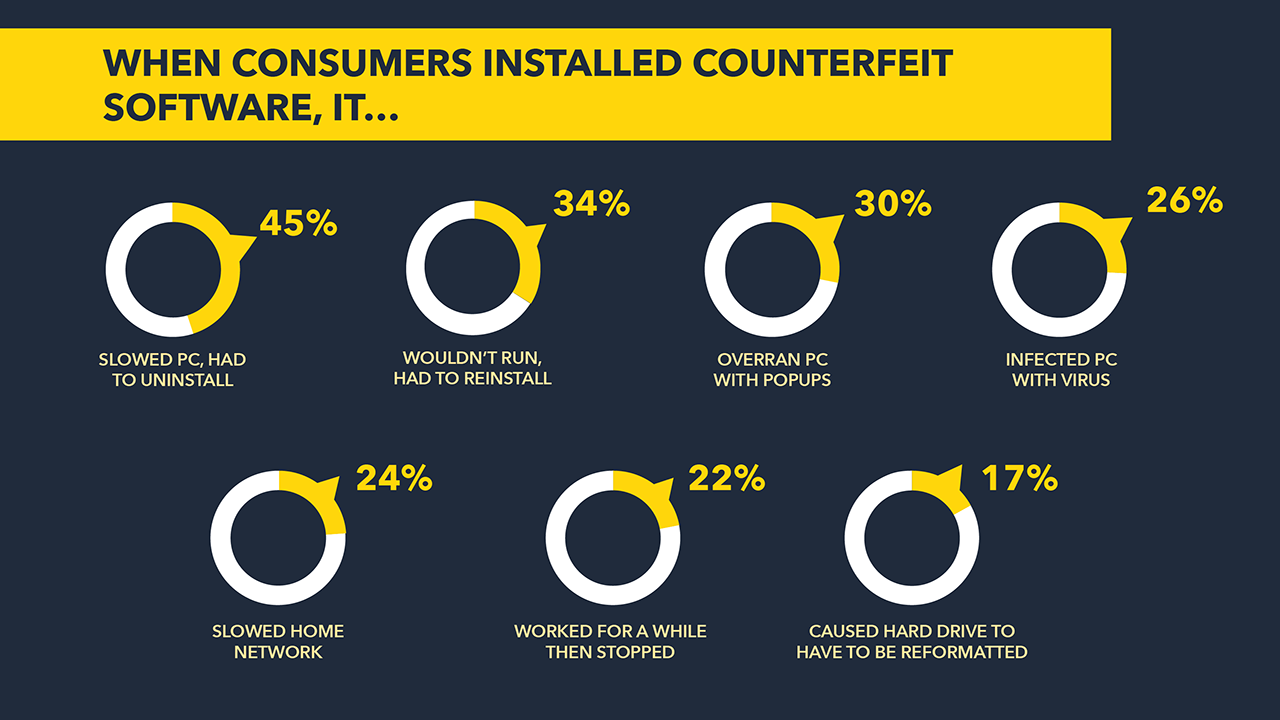 WHEN CONSUMERS INSTALLED COUNTERFEIT
SOFTWARE, IT...
45%
SLOWED PC, HAD
TO UNINSTALL
34%
WOULDN’T RUN,
HAD TO REINSTALL
30%
OVERRAN PC
WITH POPUPS
26%
INFECTED PC
WITH VIRUS
24%
SLOWED HOME
NETWORK
22%
WORKED FOR A WHILE
THEN STOPPED
17%
CAUSED HARD DRIVE TO
HAVE TO BE REFORMATTED